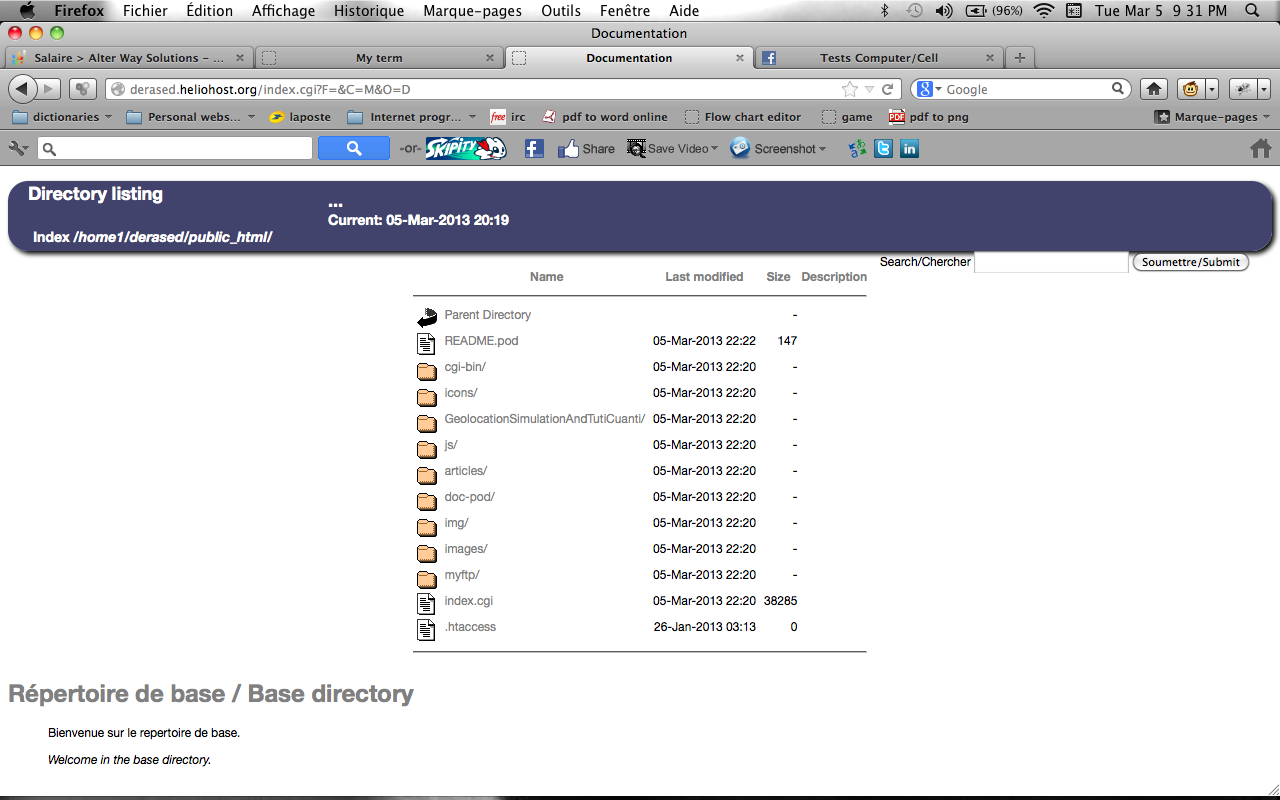 Firefox Fichier Édition Affichage Historique Marque-pages Outils Fenêtre Aide (96%) Tue Mar 5 9 31 PM
Documentation
Salaire > Alter Way Solutions – ... My term Documentation Tests Computer/Cell
derased.heliohost.org/index.cgi?F=&C=M&O=D Google
dictionaries Personal webs... laposte Internet progr... free irc pdf to word online Flow chart editor game PDF pdf to png Marque-pages
-or- SKIPITY Share Save Video Screenshot
Directory listing
...
Current: 05-Mar-2013 20:19
Index /home1/derased/public_html/
Search/Chercher Soumettre/Submit
Name Last modified Size Description
Parent Directory -
README.pod 05-Mar-2013 22:22 147
cgi-bin/ 05-Mar-2013 22:20 -
icons/ 05-Mar-2013 22:20 -
GeolocationSimulationAndTutiCuanti/ 05-Mar-2013 22:20 -
js/ 05-Mar-2013 22:20 -
articles/ 05-Mar-2013 22:20 -
doc-pod/ 05-Mar-2013 22:20 -
img/ 05-Mar-2013 22:20 -
images/ 05-Mar-2013 22:20 -
myftp/ 05-Mar-2013 22:20 -
index.cgi 05-Mar-2013 22:20 38285
.htaccess 26-Jan-2013 03:13 0
Répertoire de base / Base directory
Bienvenue sur le repertoire de base.
Welcome in the base directory.